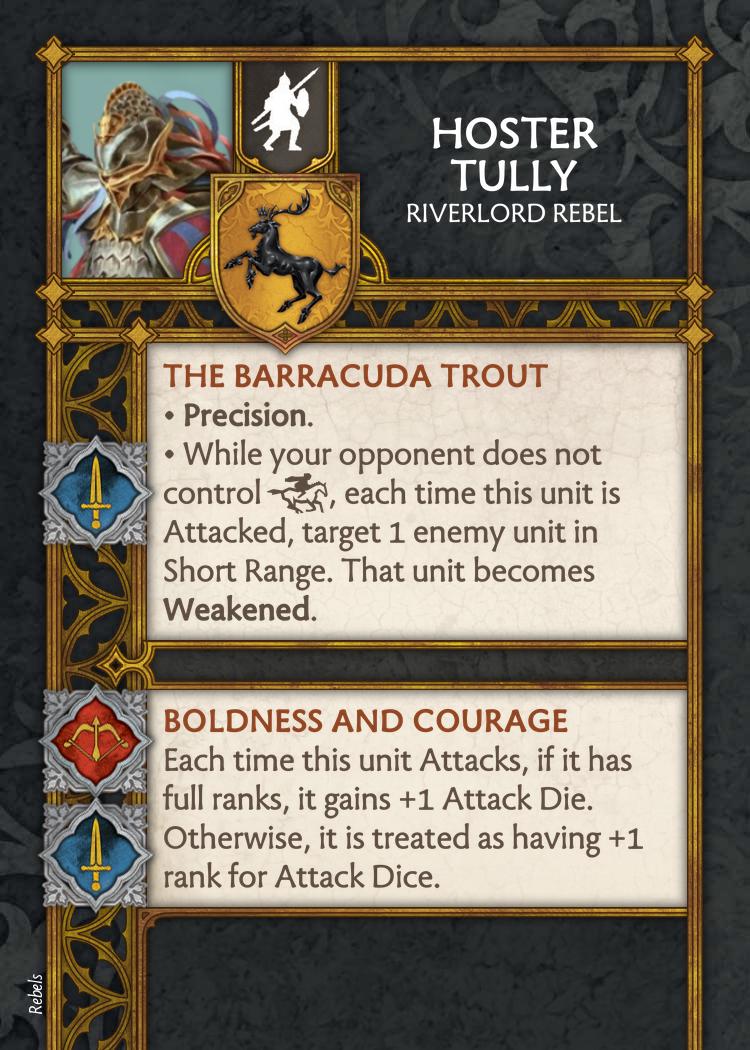 HOSTER
TULLY
RIVERLORD REBEL
THE BARRACUDA TROUT
• Precision.
• While your opponent does not
control , each time this unit is
Attacked, target 1 enemy unit in
Short Range. That unit becomes
Weakened.
BOLDNESS AND COURAGE
Each time this unit Attacks, if it has
full ranks, it gains +1 Attack Die.
Otherwise, it is treated as having +1
rank for Attack Dice.
Rebels